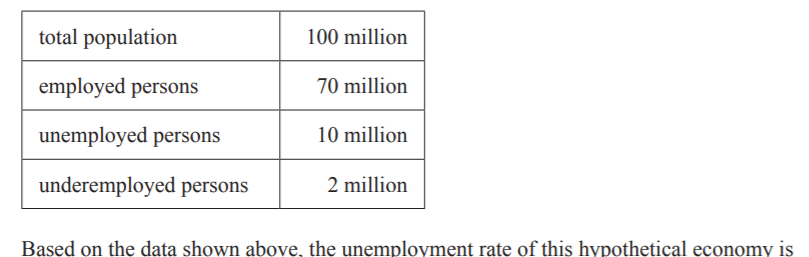 total population 100 million
employed persons 70 million
unemployed persons 10 million
underemployed persons 2 million
Based on the data shown above, the unemployment rate of this hypothetical economy is